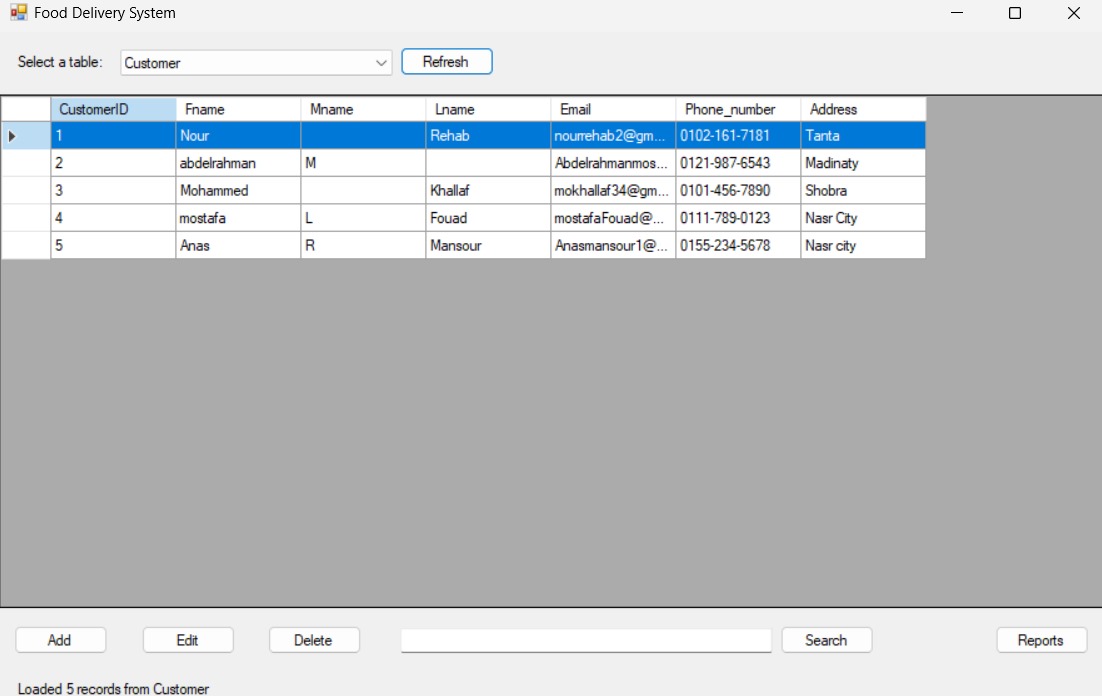 Food Delivery System
Select a table: Customer Refresh
CustomerID Fname Mname Lname Email Phone_number Address
1 Nour Rehab nourrehab2@gm... 0102-161-7181 Tanta
2 abdelrahman M Abdelrahmanmos... 0121-987-6543 Madinaty
3 Mohammed Khallaf mokhallaf34@gm... 0101-456-7890 Shobra
4 mostafa L Fouad mostafaFouad@... 0111-789-0123 Nasr City
5 Anas R Mansour Anasmansour1@... 0155-234-5678 Nasr city
Add Edit Delete Search Reports
Loaded 5 records from Customer